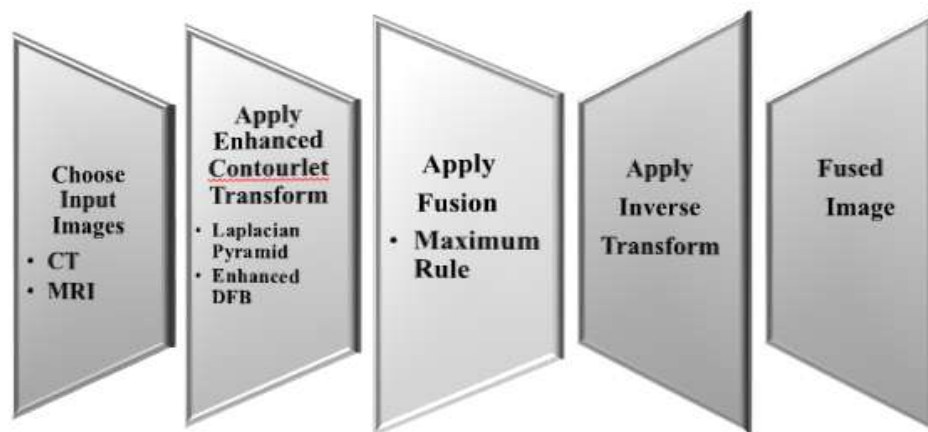 Choose
Input
Images
• CT
• MRI
Apply
Enhanced
Contourlet
Transform
• Laplacian
Pyramid
• Enhanced
DFB
Apply
Fusion
• Maximum
Rule
Apply
Inverse
Transform
Fused
Image